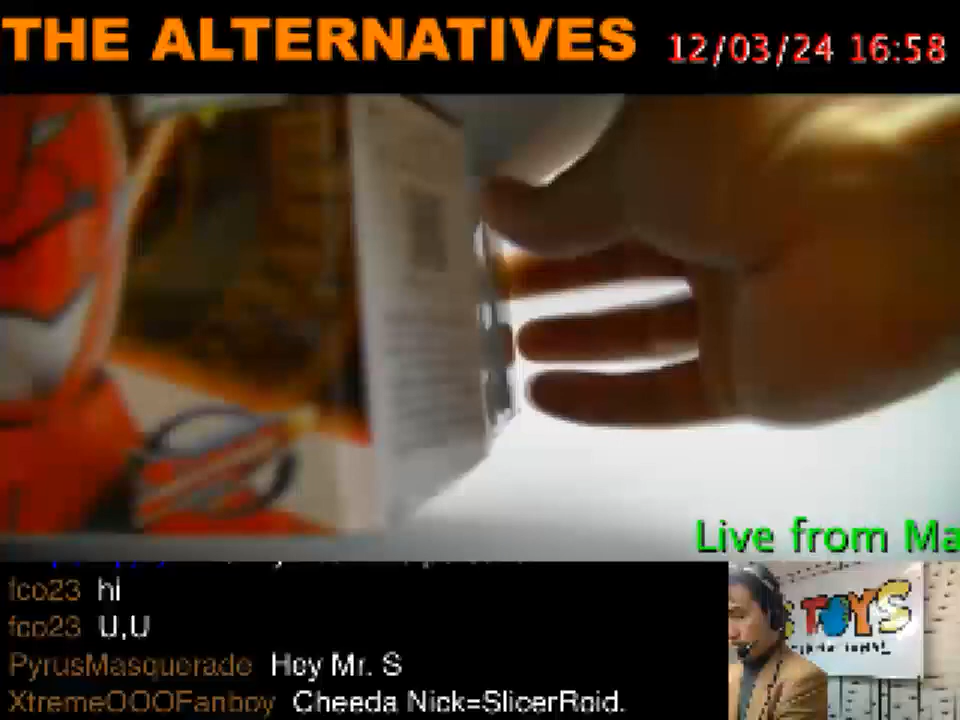 THE ALTERNATIVES
12/03/24 16:58
Live from Ma
fco23 hi
fco23 U,U
PyrusMasquerade Hey Mr. S
XtremeOOOFanboy Cheeda Nick=SlicerRoid.
TOYS